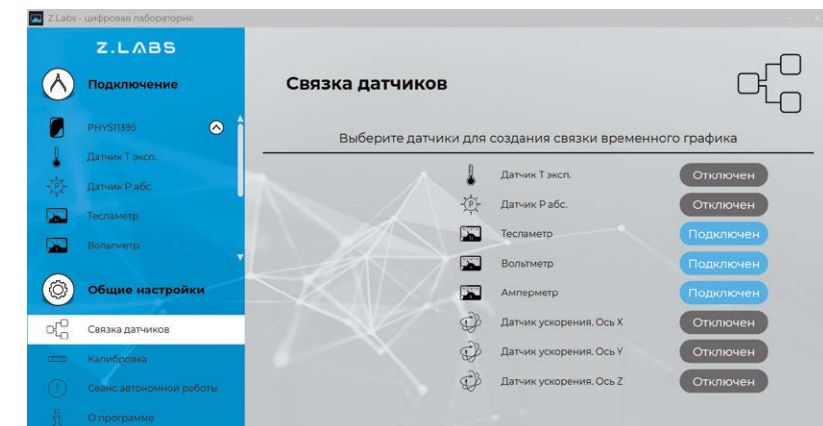 Z.Labs - цифровая лаборатория
Z.LABS
Подключение
PHYS11395
Датчик Т эксп.
Датчик Р абс.
Тесламетр
Вольтметр
Общие настройки
Связка датчиков
Калибровка
Сеанс автономной работы
О программе
Связка датчиков
Выберите датчики для создания связки временного графика
Датчик Т эксп. Отключен
Датчик Р абс. Отключен
Тесламетр Подключен
Вольтметр Подключен
Амперметр Подключен
Датчик ускорения. Ось X Отключен
Датчик ускорения. Ось Y Отключен
Датчик ускорения. Ось Z Отключен